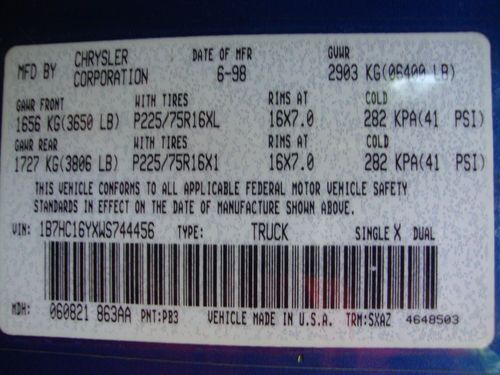 MFD BY CHRYSLER CORPORATION DATE OF MFR 6-98 GVWR 2903 KG(06400 LB)
GAWR FRONT WITH TIRES RIMS AT COLD
1656 KG(3650 LB) P225/75R16XL 16X7.0 282 KPA(41 PSI)
GAWR REAR WITH TIRES RIMS AT COLD
1727 KG(3806 LB) P225/75R16X1 16X7.0 282 KPA(41 PSI)
THIS VEHICLE CONFORMS TO ALL APPLICABLE FEDERAL MOTOR VEHICLE SAFETY
STANDARDS IN EFFECT ON THE DATE OF MANUFACTURE SHOWN ABOVE.
VIN: 1B7HC16YXWS744456 TYPE: TRUCK SINGLE X DUAL
MDH: 060821 863AA PNT:PB3 VEHICLE MADE IN U.S.A. TRM:SXAZ 4648503